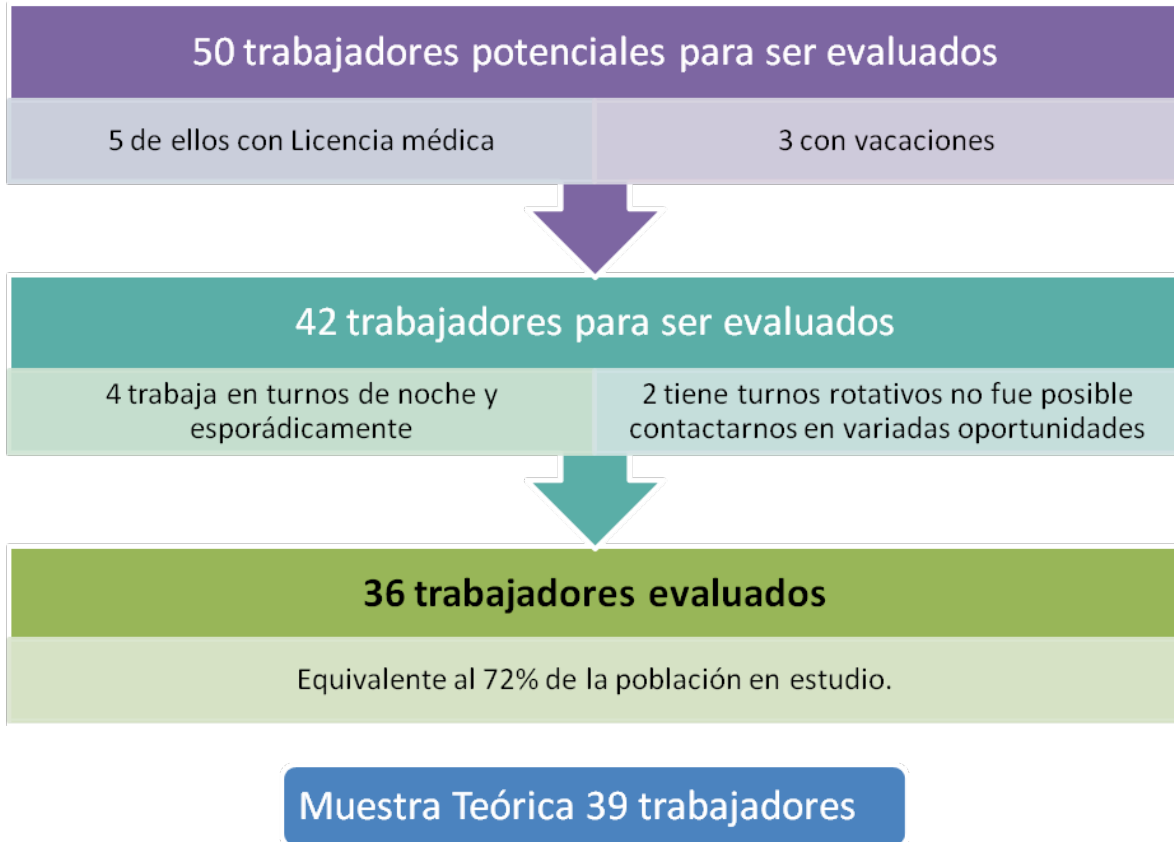 50 trabajadores potenciales para ser evaluados
5 de ellos con Licencia médica
3 con vacaciones
42 trabajadores para ser evaluados
4 trabaja en turnos de noche y
esporádicamente
2 tiene turnos rotativos no fue posible
contactarnos en variadas oportunidades
36 trabajadores evaluados
Equivalente al 72% de la población en estudio.
Muestra Teórica 39 trabajadores